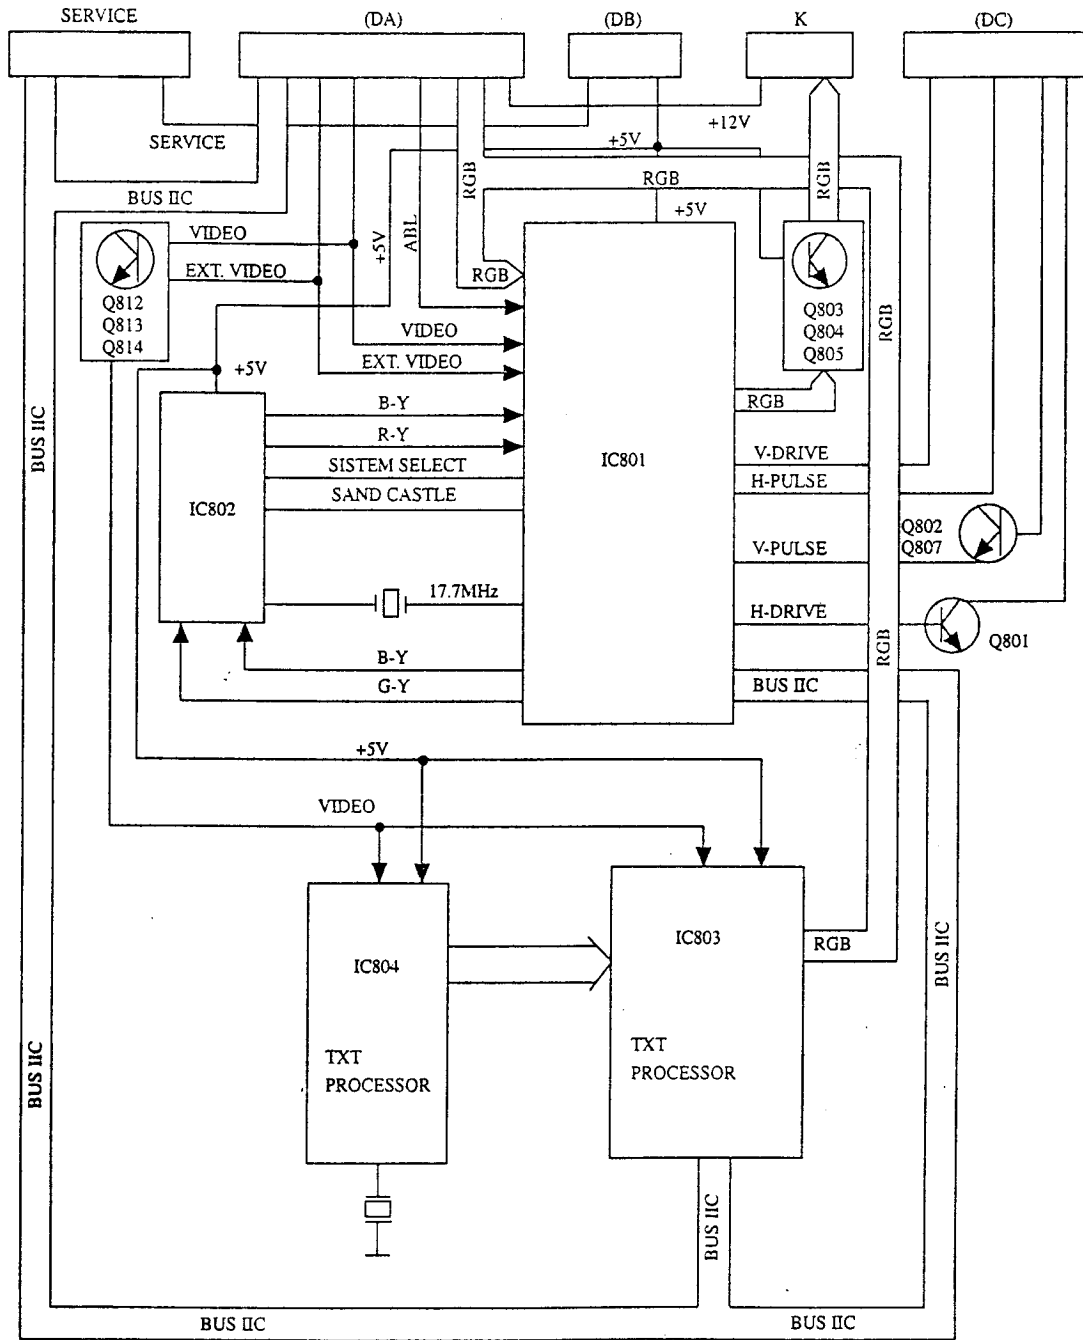 SERVICE
(DA)
(DB)
K
(DC)
+12V
SERVICE
+5V
BUS IIC
RGB
RGB
RGB
+5V
ABL
+5V
VIDEO
EXT. VIDEO
RGB
Q812
Q813
Q814
Q803
Q804
Q805
RGB
VIDEO
EXT. VIDEO
+5V
B-Y
RGB
R-Y
BUS IIC
SISTEM SELECT
IC801
V-DRIVE
SAND CASTLE
H-PULSE
IC802
Q802
Q807
V-PULSE
17.7MHz
H-DRIVE
Q801
RGB
B-Y
G-Y
BUS IIC
+5V
VIDEO
IC803
RGB
IC804
BUS IIC
TXT
PROCESSOR
TXT
PROCESSOR
BUS IIC
BUS IIC
BUS IIC
BUS IIC